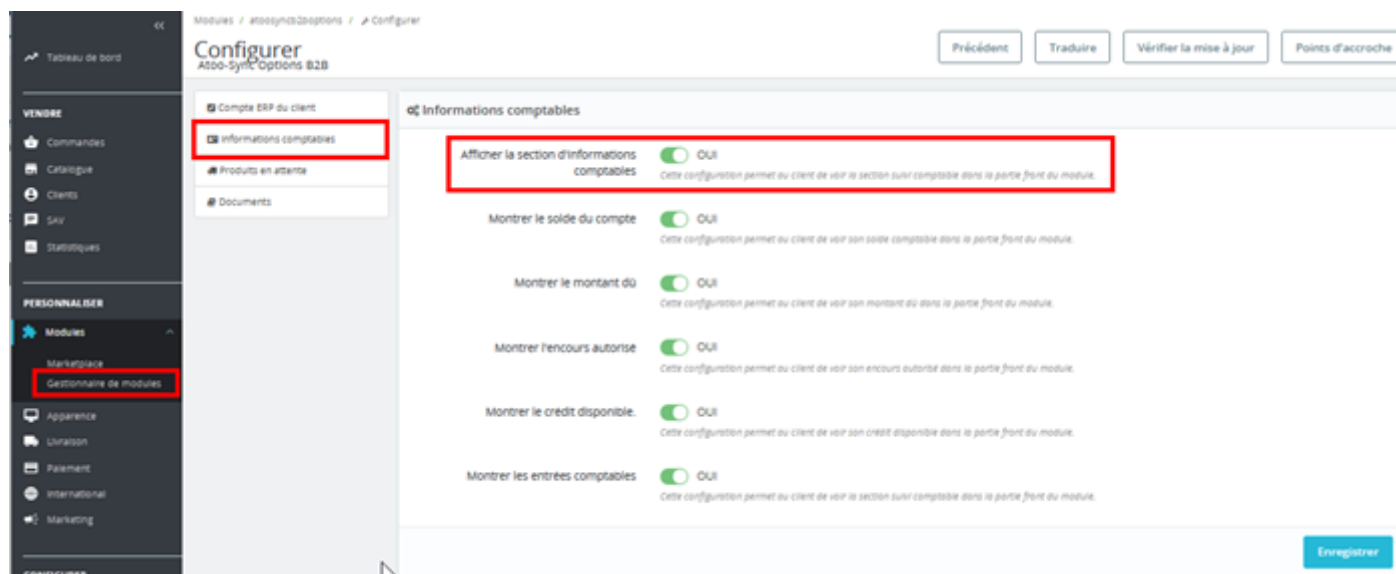 «
Modules / atoosyncb2boptions / Configurer
Configurer
Atoo-Sync Options B2B
Précédent
Traduire
Vérifier la mise à jour
Points d'accroche
Tableau de bord
VENDRE
Commandes
Catalogue
Clients
SAV
Statistiques
PERSONNALISER
Modules
Marketplace
Gestionnaire de modules
Apparence
Livraison
Paiement
International
Marketing
CONFIGURER
Compte ERP du client
Informations comptables
Produits en attente
Documents
Informations comptables
Afficher la section d'informations
comptables
OUI
Cette configuration permet au client de voir la section suivi comptable dans la partie front du module.
Montrer le solde du compte
OUI
Cette configuration permet au client de voir son solde comptable dans la partie front du module.
Montrer le montant dû
OUI
Cette configuration permet au client de voir son montant dû dans la partie front du module.
Montrer l'encours autorisé
OUI
Cette configuration permet au client de voir son encours autorisé dans la partie front du module.
Montrer le crédit disponible.
OUI
Cette configuration permet au client de voir son crédit disponible dans la partie front du module.
Montrer les entrées comptables
OUI
Cette configuration permet au client de voir la section suivi comptable dans la partie front du module.
Enregistrer